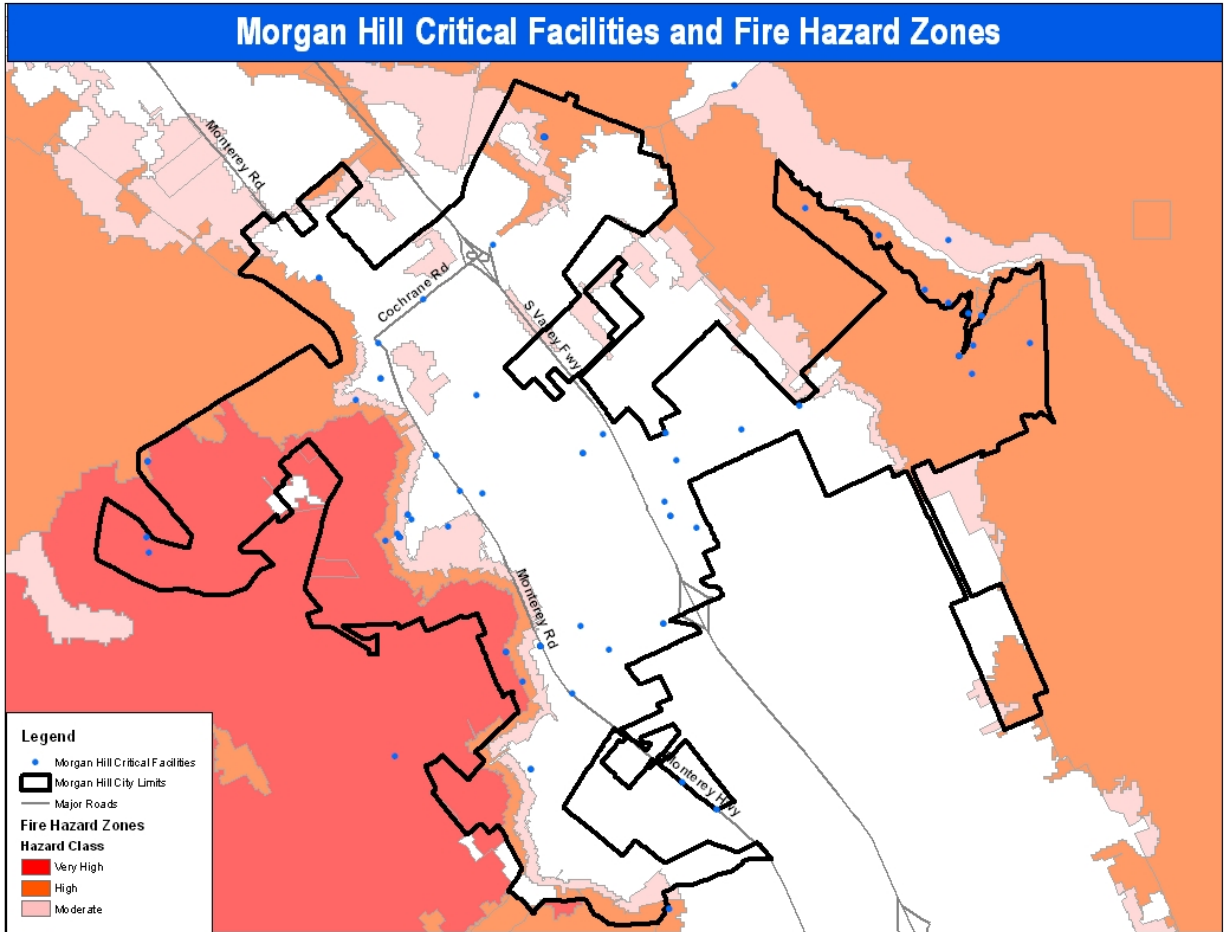 Morgan Hill Critical Facilities and Fire Hazard Zones
Monterey Rd
Cochrane Rd
S Valley Fwy
Monterey Rd
Monterey Hwy
Legend
Morgan Hill Critical Facilities
Morgan Hill City Limits
Major Roads
Fire Hazard Zones
Hazard Class
Very High
High
Moderate